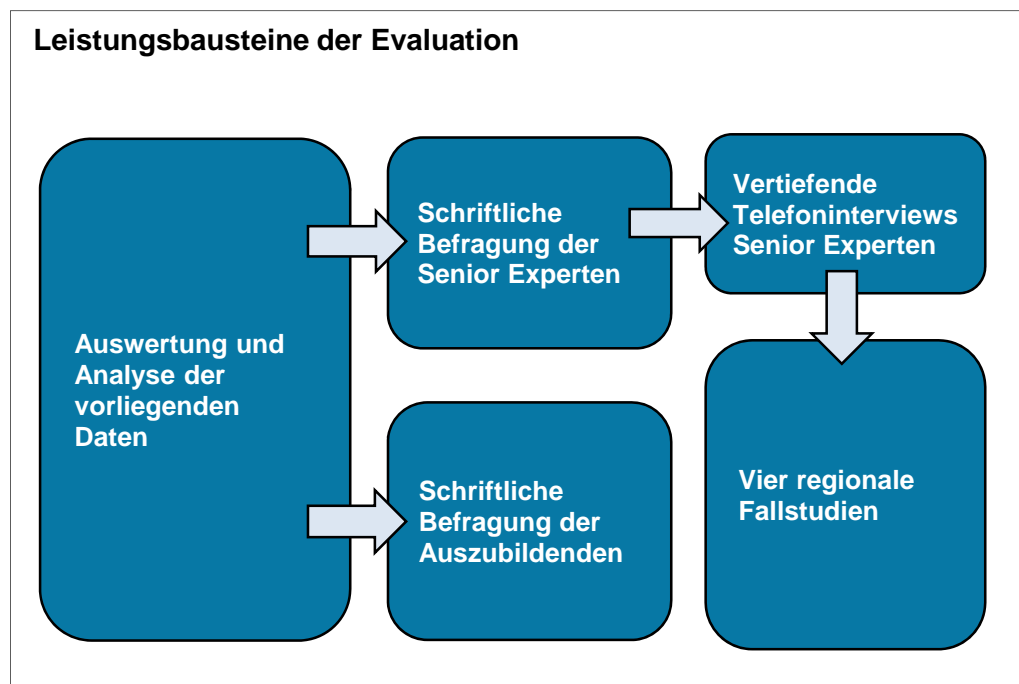 Leistungsbausteine der Evaluation
Auswertung und
Analyse der
vorliegenden
Daten
Schriftliche
Befragung der
Senior Experten
Schriftliche
Befragung der
Auszubildenden
Vertiefende
Telefoninterviews
Senior Experten
Vier regionale
Fallstudien